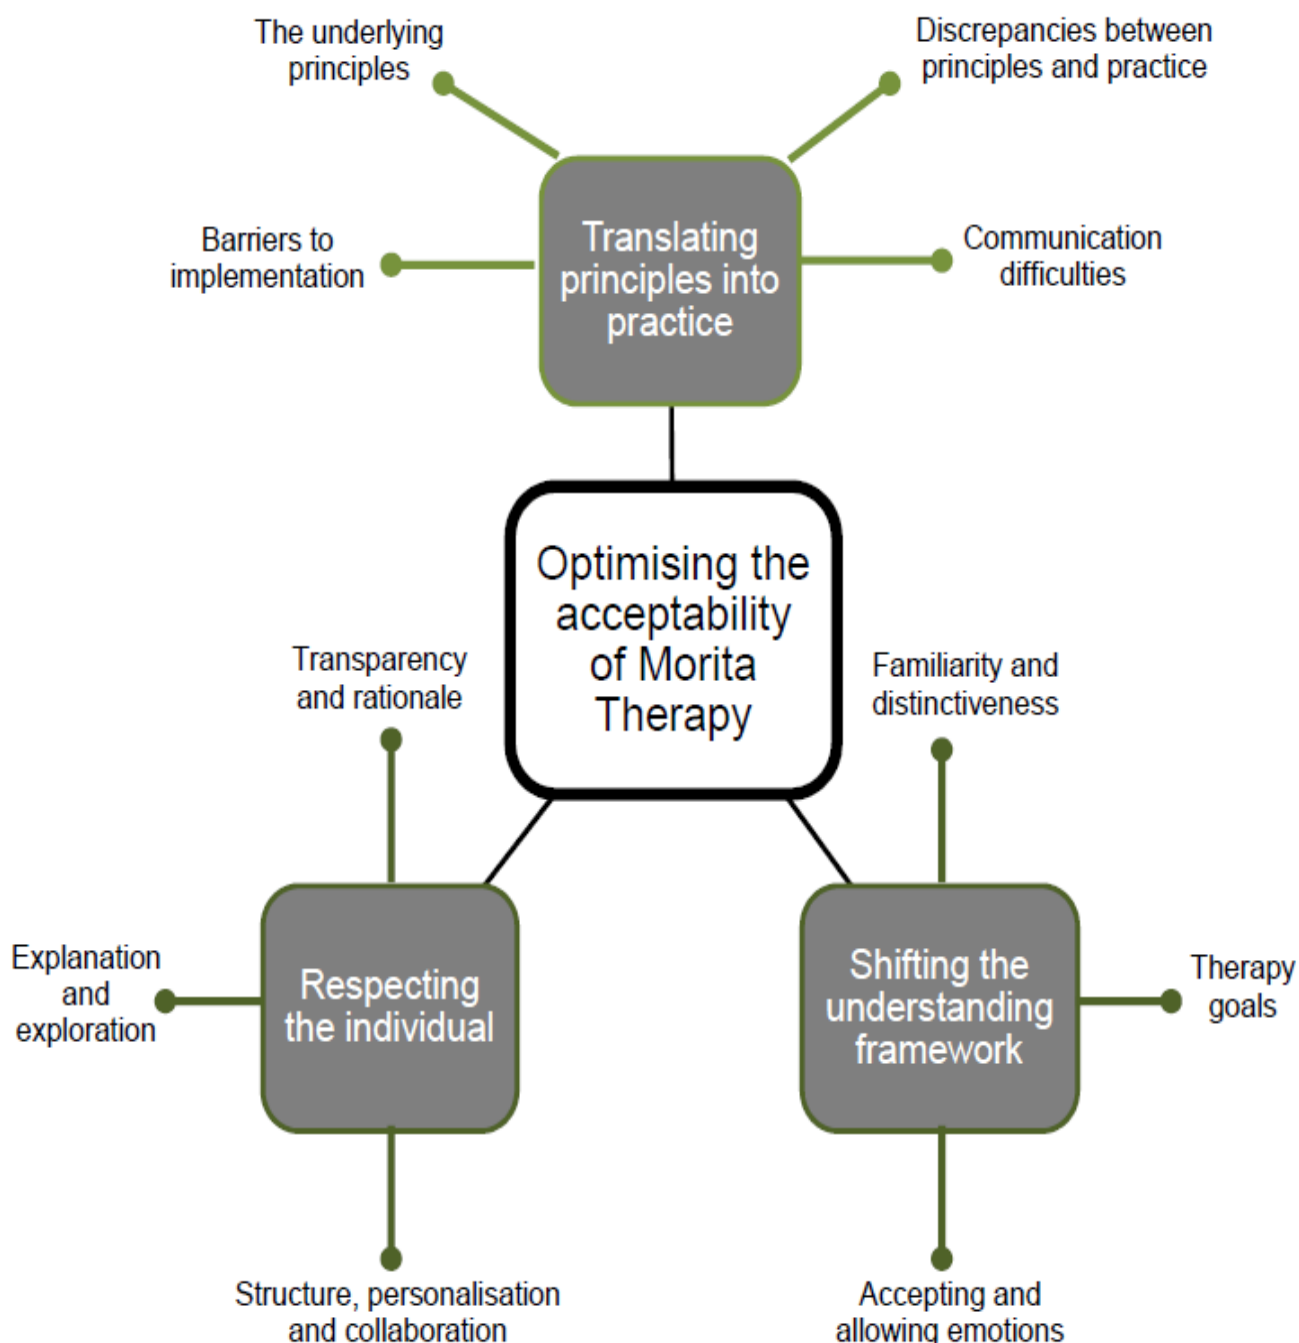 The underlying
principles
Discrepancies between
principles and practice
Barriers to
implementation
Translating
principles into
practice
Communication
difficulties
Optimising the
acceptability
of Morita
Therapy
Transparency
and rationale
Familiarity and
distinctiveness
Explanation
and
exploration
Respecting
the individual
Shifting the
understanding
framework
Therapy
goals
Structure, personalisation
and collaboration
Accepting and
allowing emotions